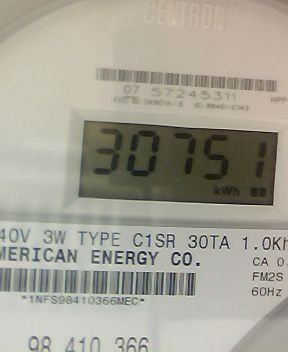 CENTRON®
07 57245311
30751
kWh
40V 3W TYPE C1SR 30TA 1.0Kh
MERICAN ENERGY CO.
CA 0.
FM2S
60Hz
*1NFS98410366MEC*
98 410 366